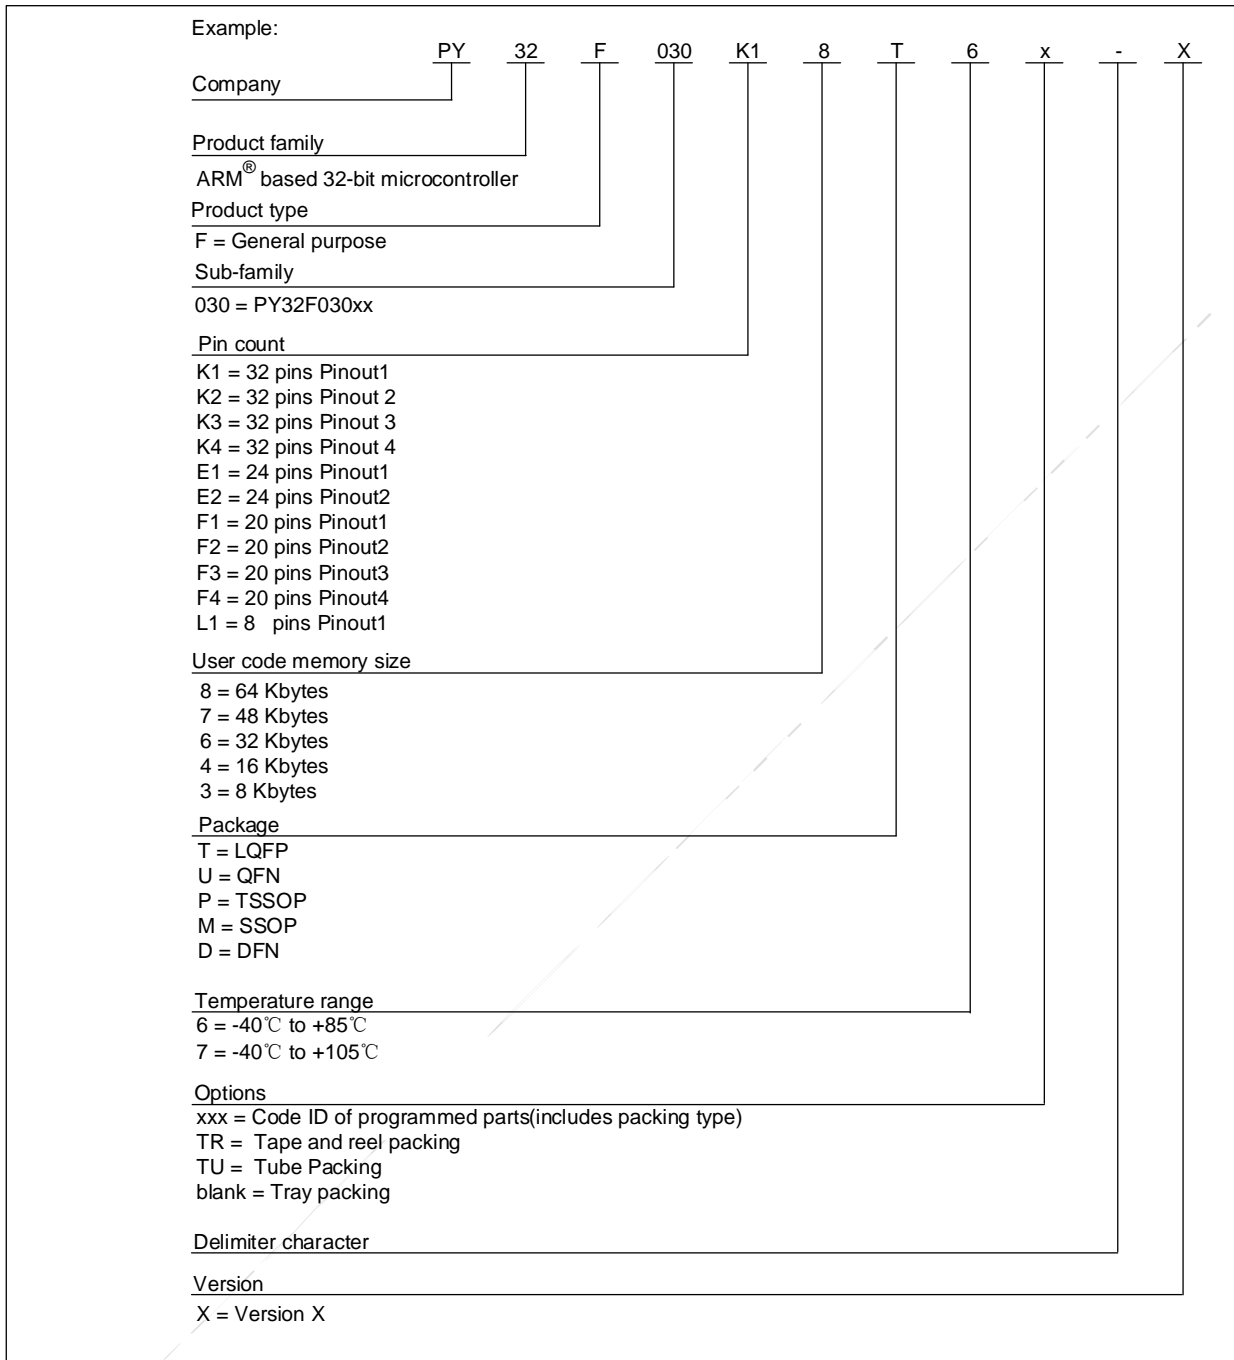 Example:
PY 32 F 030 K1 8 T 6 x - X
Company
Product family
ARM® based 32-bit microcontroller
Product type
F = General purpose
Sub-family
030 = PY32F030xx
Pin count
K1 = 32 pins Pinout1
K2 = 32 pins Pinout 2
K3 = 32 pins Pinout 3
K4 = 32 pins Pinout 4
E1 = 24 pins Pinout1
E2 = 24 pins Pinout2
F1 = 20 pins Pinout1
F2 = 20 pins Pinout2
F3 = 20 pins Pinout3
F4 = 20 pins Pinout4
L1 = 8 pins Pinout1
User code memory size
8 = 64 Kbytes
7 = 48 Kbytes
6 = 32 Kbytes
4 = 16 Kbytes
3 = 8 Kbytes
Package
T = LQFP
U = QFN
P = TSSOP
M = SSOP
D = DFN
Temperature range
6 = -40℃ to +85℃
7 = -40℃ to +105℃
Options
xxx = Code ID of programmed parts(includes packing type)
TR = Tape and reel packing
TU = Tube Packing
blank = Tray packing
Delimiter character
Version
X = Version X